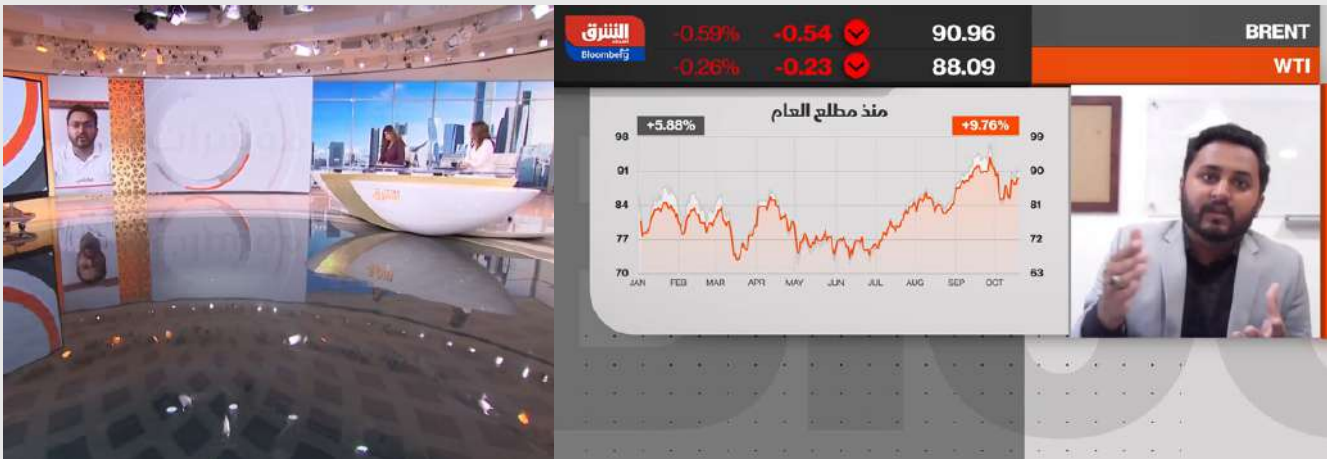 الشرق
الشرق
Bloomberg
-0.59% -0.54 90.96 BRENT
-0.26% -0.23 88.09 WTI
منذ مطلع العام
+5.88% +9.76%
98 99
91 90
84 81
77 72
70 63
JAN FEB MAR APR MAY JUN JUL AUG SEP OCT